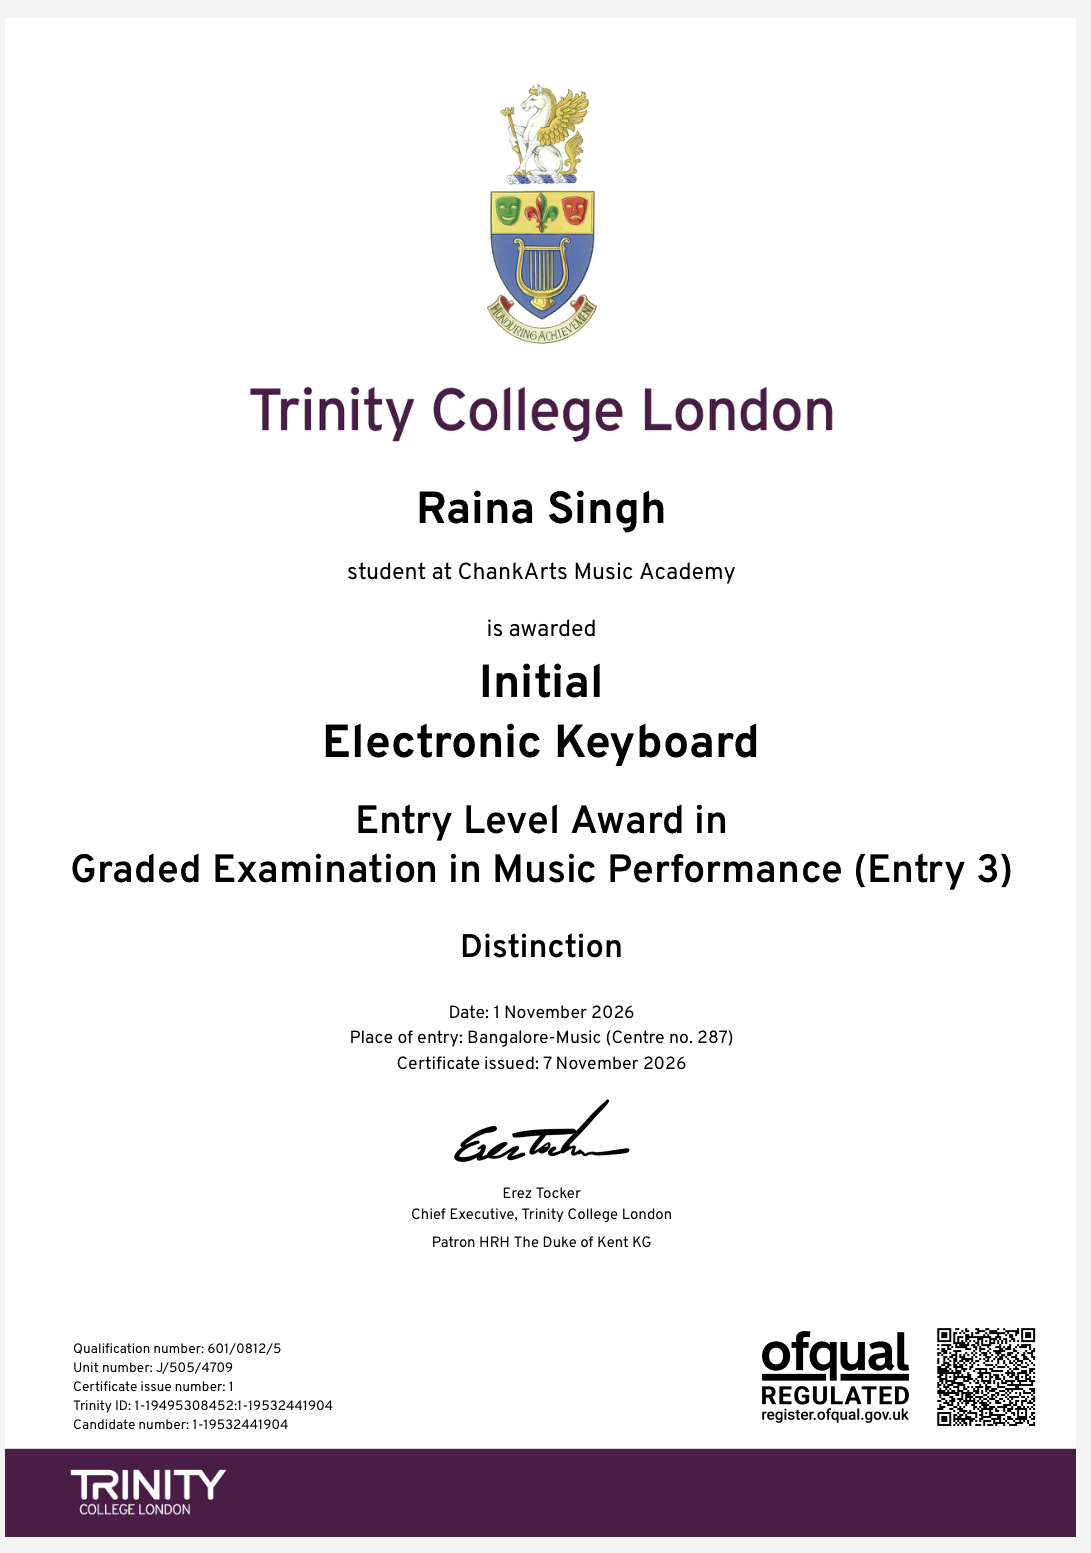 HONOURING ACHIEVEMENT
Trinity College London
Raina Singh
student at ChankArts Music Academy
is awarded
Initial
Electronic Keyboard
Entry Level Award in
Graded Examination in Music Performance (Entry 3)
Distinction
Date: 1 November 2026
Place of entry: Bangalore-Music (Centre no. 287)
Certificate issued: 7 November 2026
Erez Tocker
Erez Tocker
Chief Executive, Trinity College London
Patron HRH The Duke of Kent KG
Qualification number: 601/0812/5
Unit number: J/505/4709
Certificate issue number: 1
Trinity ID: 1-19495308452:1-19532441904
Candidate number: 1-19532441904
ofqual
REGULATED
register.ofqual.gov.uk
TRINITY
COLLEGE LONDON